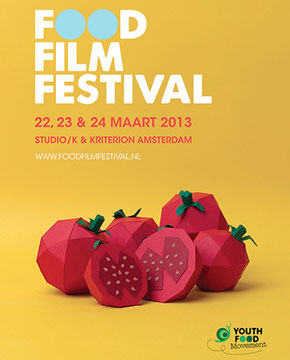 FOOD
FILM
FESTIVAL
22, 23 & 24 MAART 2013
STUDIO/K & KRITERION AMSTERDAM
WWW.FOODFILMFESTIVAL.NL
YOUTH
FOOD
Movement